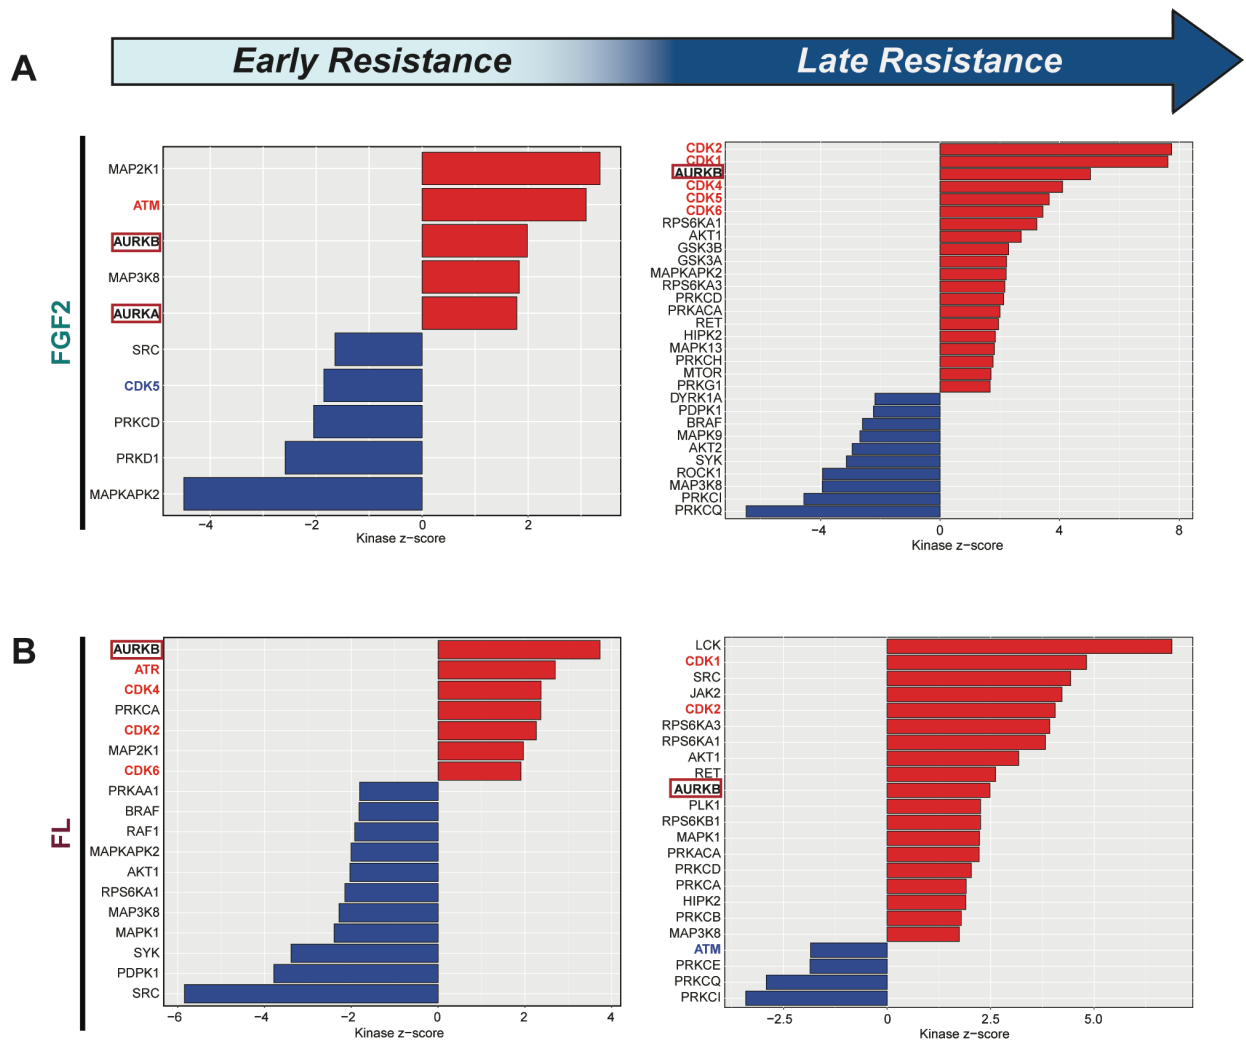 Early Resistance
Late Resistance
A
FGF2
MAP2K1
ATM
AURKB
MAP3K8
AURKA
SRC
CDK5
PRKCD
PRKD1
MAPKAPK2
−4 −2 0 2
Kinase z−score
CDK2
CDK1
AURKB
CDK4
CDK5
CDK6
RPS6KA1
AKT1
GSK3B
GSK3A
MAPKAPK2
RPS6KA3
PRKCD
PRKACA
RET
HIPK2
MAPK13
PRKCH
MTOR
PRKG1
DYRK1A
PDPK1
BRAF
MAPK9
AKT2
SYK
ROCK1
MAP3K8
PRKCI
PRKCQ
−4 0 4 8
Kinase z−score
B
FL
AURKB
ATR
CDK4
PRKCA
CDK2
MAP2K1
CDK6
PRKAA1
BRAF
RAF1
MAPKAPK2
AKT1
RPS6KA1
MAP3K8
MAPK1
SYK
PDPK1
SRC
−6 −4 −2 0 2 4
Kinase z−score
LCK
CDK1
SRC
JAK2
CDK2
RPS6KA3
RPS6KA1
AKT1
RET
AURKB
PLK1
RPS6KB1
MAPK1
PRKACA
PRKCD
PRKCA
HIPK2
PRKCB
MAP3K8
ATM
PRKCE
PRKCQ
PRKCI
−2.5 0 2.5 5.0
Kinase z−score